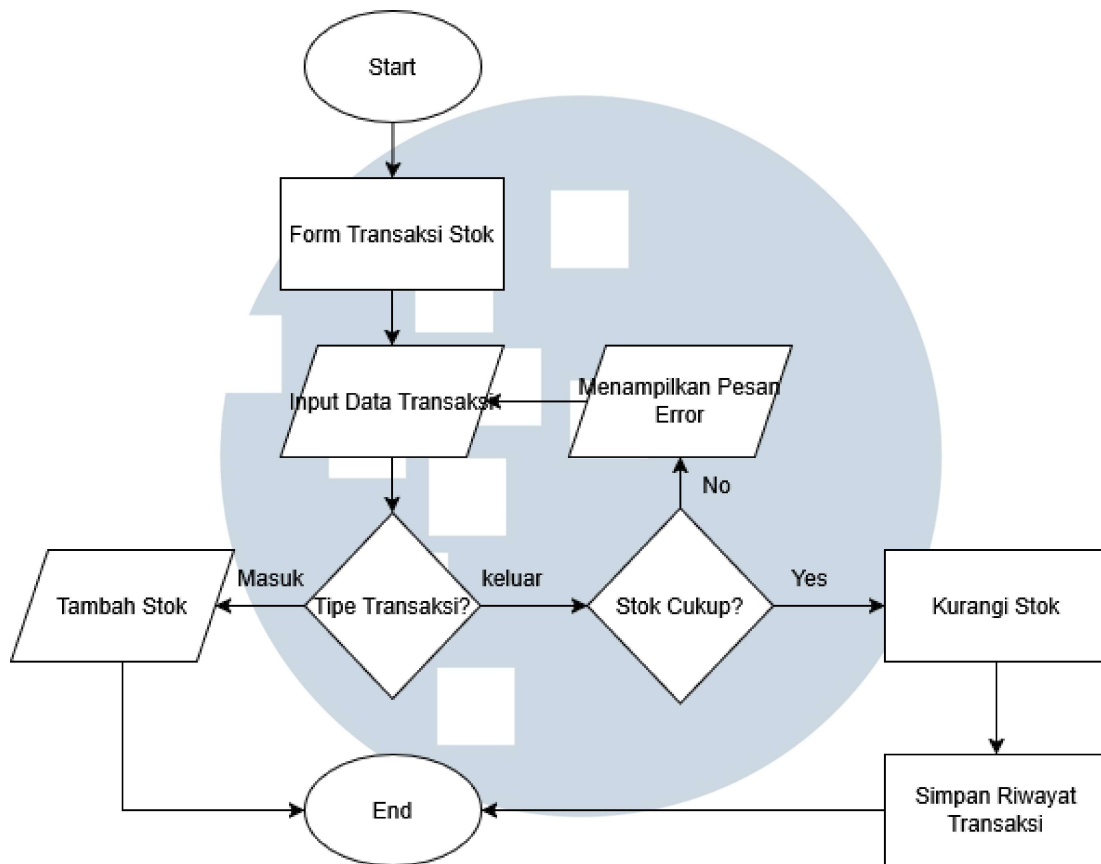 Start
Form Transaksi Stok
Input Data Transaksi
Menampilkan Pesan
Error
No
Masuk
keluar
Yes
Tambah Stok
Tipe Transaksi?
Stok Cukup?
Kurangi Stok
End
Simpan Riwayat
Transaksi